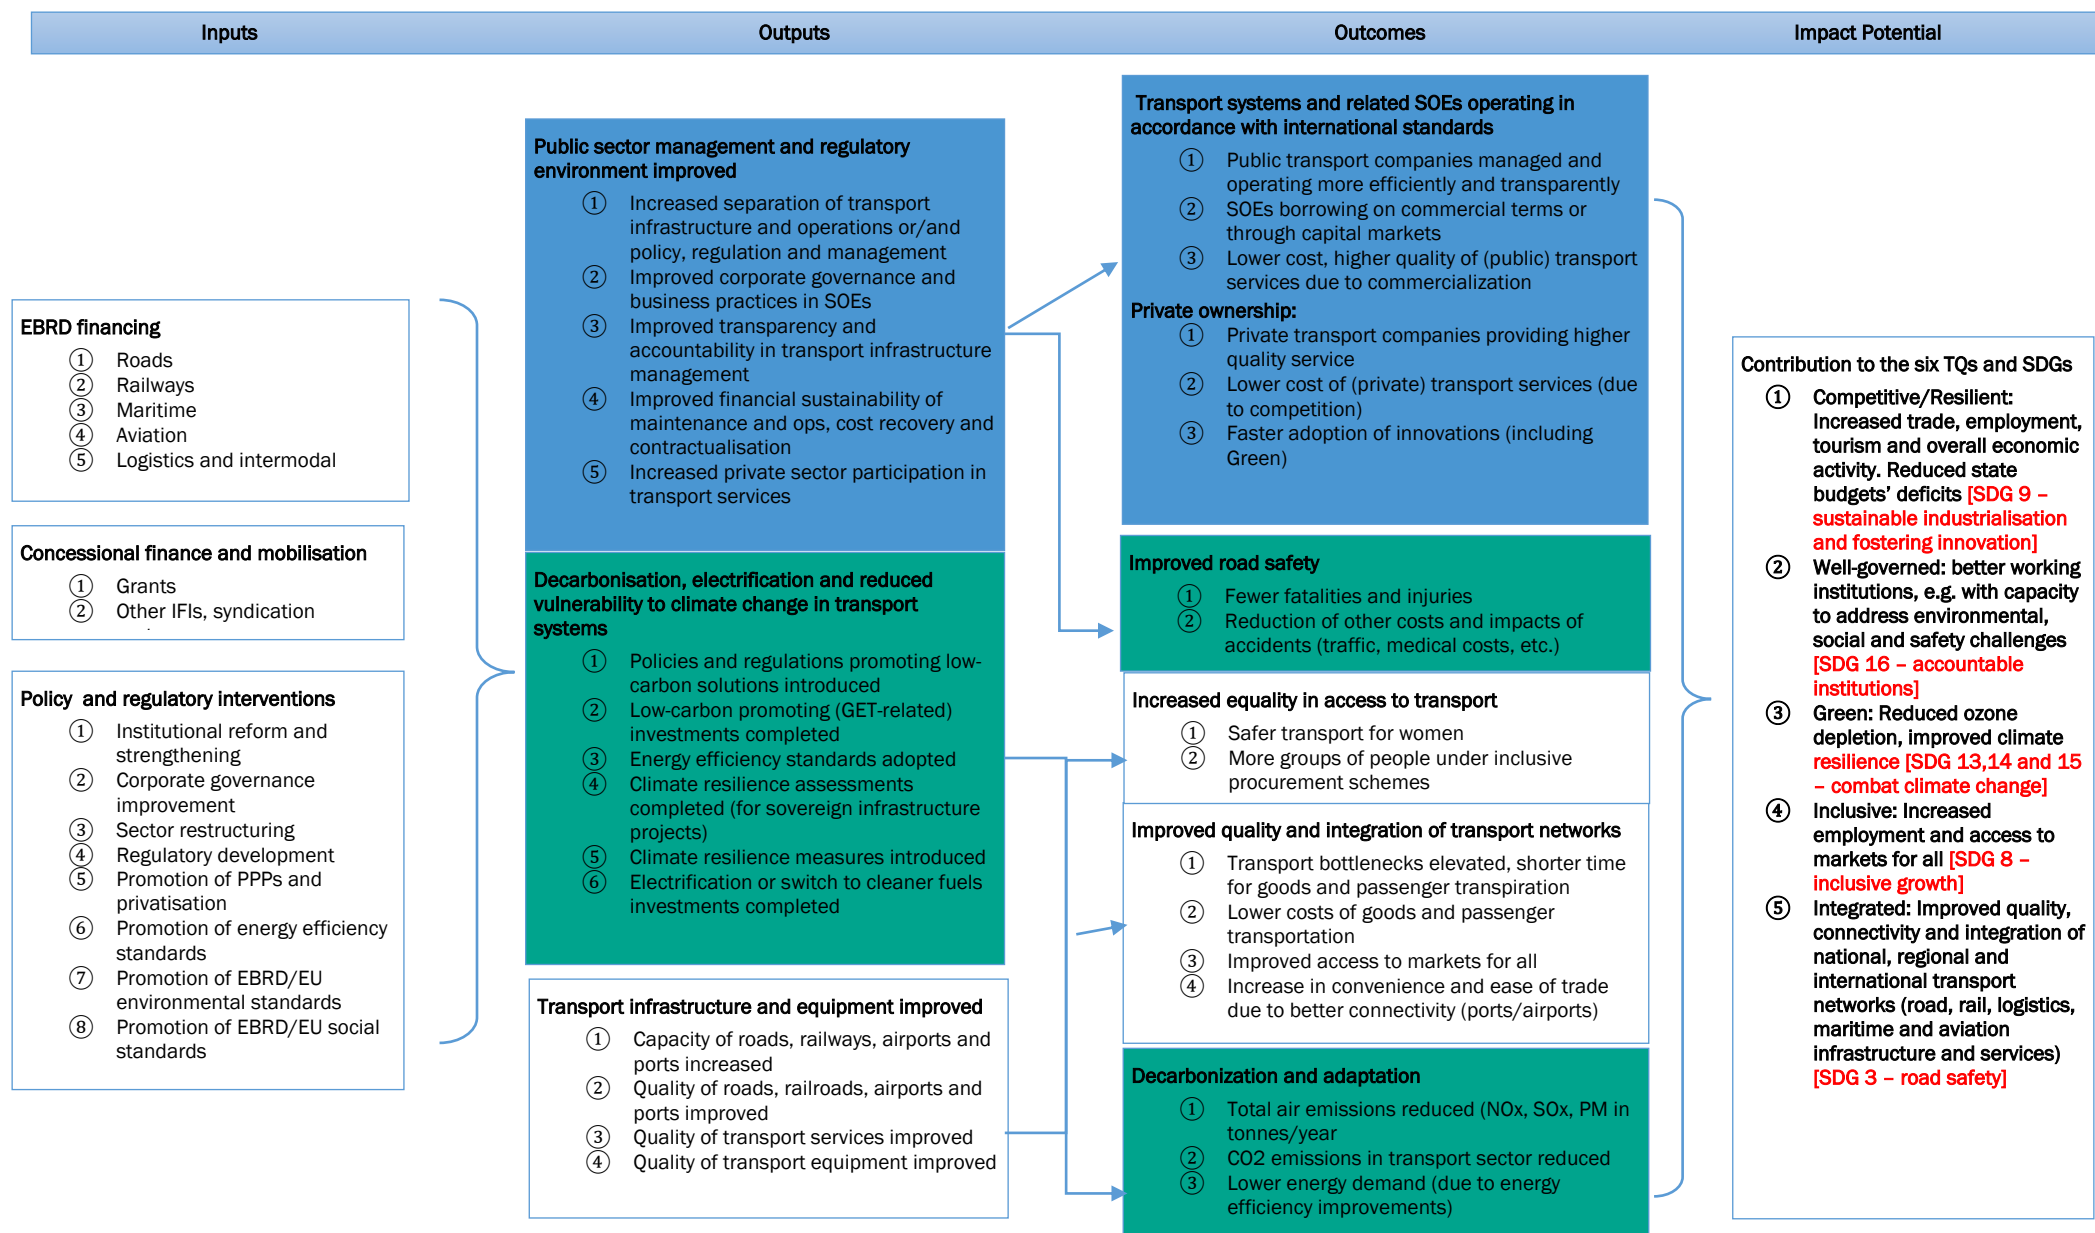 Inputs
Outputs
Outcomes
Impact Potential
EBRD financing
① Roads
② Railways
③ Maritime
④ Aviation
⑤ Logistics and intermodal
Concessional finance and mobilisation
① Grants
② Other IFIs, syndication
Policy and regulatory interventions
① Institutional reform and
strengthening
② Corporate governance
improvement
③ Sector restructuring
④ Regulatory development
⑤ Promotion of PPPs and
privatisation
⑥ Promotion of energy efficiency
standards
⑦ Promotion of EBRD/EU
environmental standards
⑧ Promotion of EBRD/EU social
standards
Public sector management and regulatory
environment improved
① Increased separation of transport
infrastructure and operations or/and
policy, regulation and management
② Improved corporate governance and
business practices in SOEs
③ Improved transparency and
accountability in transport infrastructure
management
④ Improved financial sustainability of
maintenance and ops, cost recovery and
contractualisation
⑤ Increased private sector participation in
transport services
Decarbonisation, electrification and reduced
vulnerability to climate change in transport
systems
① Policies and regulations promoting low-
carbon solutions introduced
② Low-carbon promoting (GET-related)
investments completed
③ Energy efficiency standards adopted
④ Climate resilience assessments
completed (for sovereign infrastructure
projects)
⑤ Climate resilience measures introduced
⑥ Electrification or switch to cleaner fuels
investments completed
Transport infrastructure and equipment improved
① Capacity of roads, railways, airports and
ports increased
② Quality of roads, railroads, airports and
ports improved
③ Quality of transport services improved
④ Quality of transport equipment improved
Transport systems and related SOEs operating in
accordance with international standards
① Public transport companies managed and
operating more efficiently and transparently
② SOEs borrowing on commercial terms or
through capital markets
③ Lower cost, higher quality of (public) transport
services due to commercialization
Private ownership:
① Private transport companies providing higher
quality service
② Lower cost of (private) transport services (due
to competition)
③ Faster adoption of innovations (including
Green)
Improved road safety
① Fewer fatalities and injuries
② Reduction of other costs and impacts of
accidents (traffic, medical costs, etc.)
Increased equality in access to transport
① Safer transport for women
② More groups of people under inclusive
procurement schemes
Improved quality and integration of transport networks
① Transport bottlenecks elevated, shorter time
for goods and passenger transpiration
② Lower costs of goods and passenger
transportation
③ Improved access to markets for all
④ Increase in convenience and ease of trade
due to better connectivity (ports/airports)
Decarbonization and adaptation
① Total air emissions reduced (NOx, SOx, PM in
tonnes/year
② CO2 emissions in transport sector reduced
③ Lower energy demand (due to energy
efficiency improvements)
Contribution to the six TQs and SDGs
① Competitive/Resilient:
Increased trade, employment,
tourism and overall economic
activity. Reduced state
budgets’ deficits [SDG 9 –
sustainable industrialisation
and fostering innovation]
② Well-governed: better working
institutions, e.g. with capacity
to address environmental,
social and safety challenges
[SDG 16 – accountable
institutions]
③ Green: Reduced ozone
depletion, improved climate
resilience [SDG 13,14 and 15
– combat climate change]
④ Inclusive: Increased
employment and access to
markets for all [SDG 8 –
inclusive growth]
⑤ Integrated: Improved quality,
connectivity and integration of
national, regional and
international transport
networks (road, rail, logistics,
maritime and aviation
infrastructure and services)
[SDG 3 – road safety]